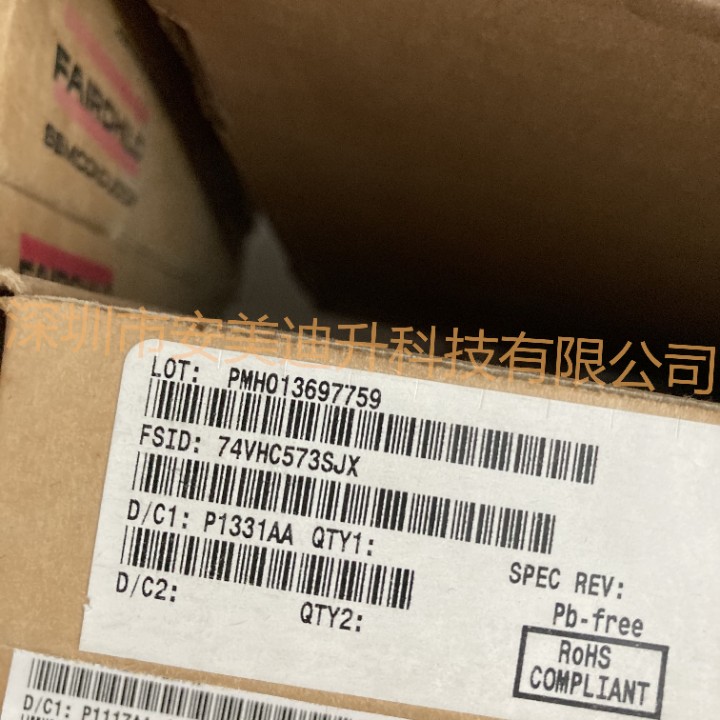 FAIRCHILD
深圳市安美迪升科技有限公司
LOT: PMH013697759
FSID: 74VHC573SJX
D/C1: P1331AA QTY1:
SPEC REV:
D/C2:
QTY2:
Pb-free
RoHS
COMPLIANT
D/C1: